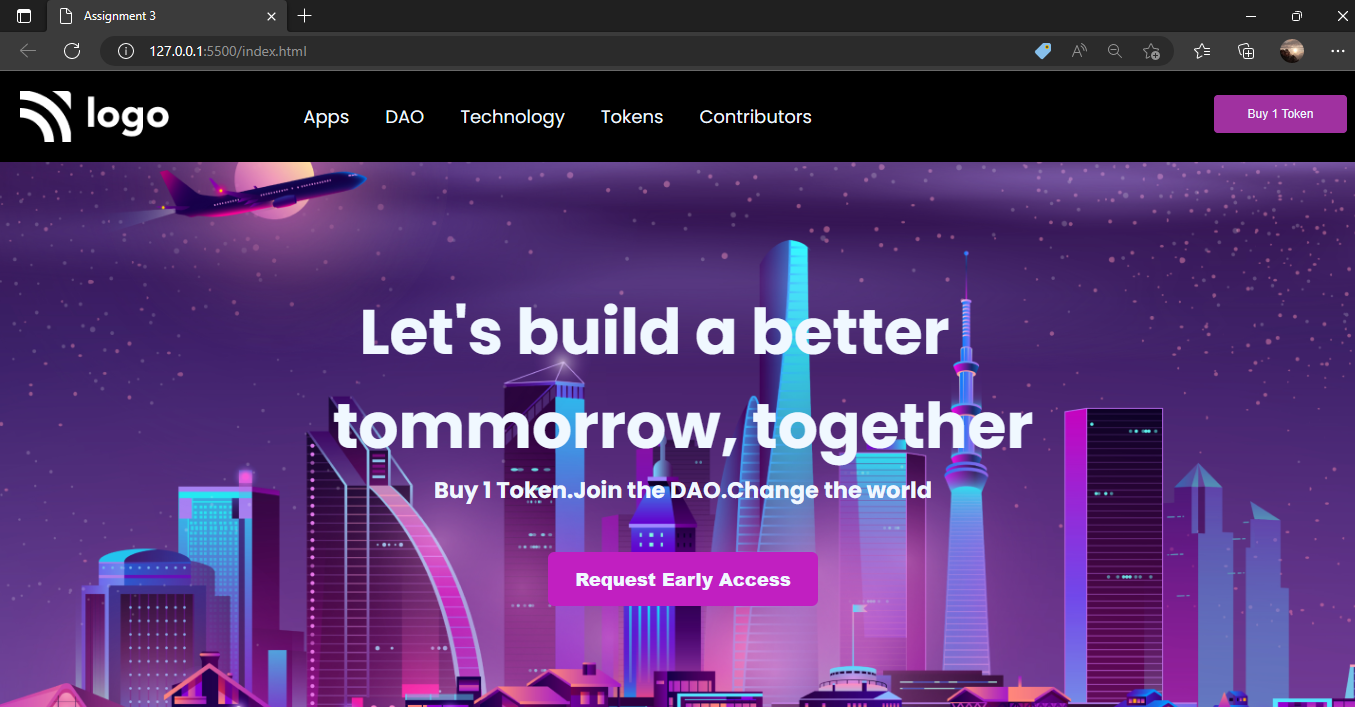 Assignment 3
127.0.0.1:5500/index.html
logo
Apps DAO Technology Tokens Contributors
Buy 1 Token
Let's build a better
tommorrow, together
Buy 1 Token.Join the DAO.Change the world
Request Early Access